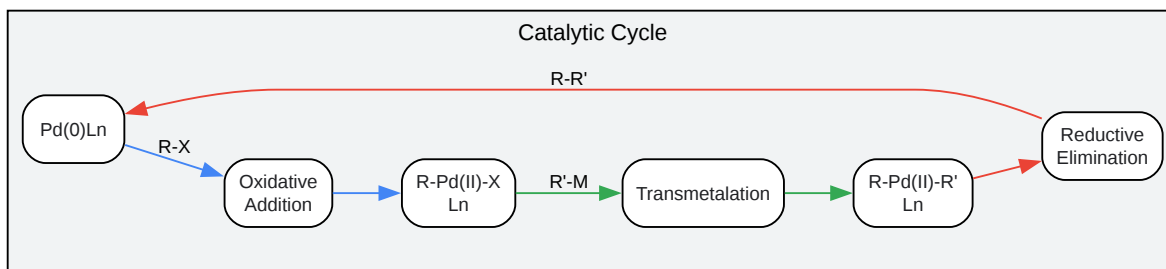 Catalytic Cycle
R-R'
Pd(0)Ln
R-X
Oxidative
Addition
R-Pd(II)-X
Ln
R'-M
Transmetalation
R-Pd(II)-R'
Ln
Reductive
Elimination